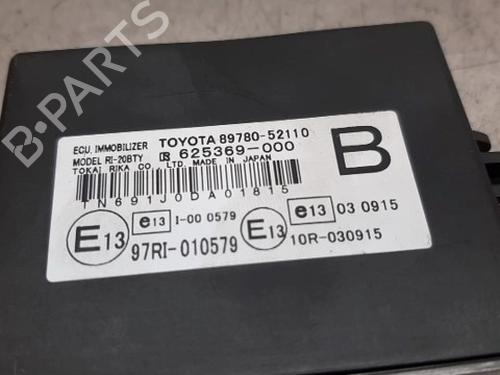 ECU, IMMOBILIZER TOYOTA 89780-52110
MODEL RI-20BTY 625369-000
TOKAI RIKA CO., LTD. MADE IN JAPAN
B
TN691J0DA01815
E13 e13 I-00 0579 e13 03 0915
97RI-010579 E13 10R-030915
B-PARTS